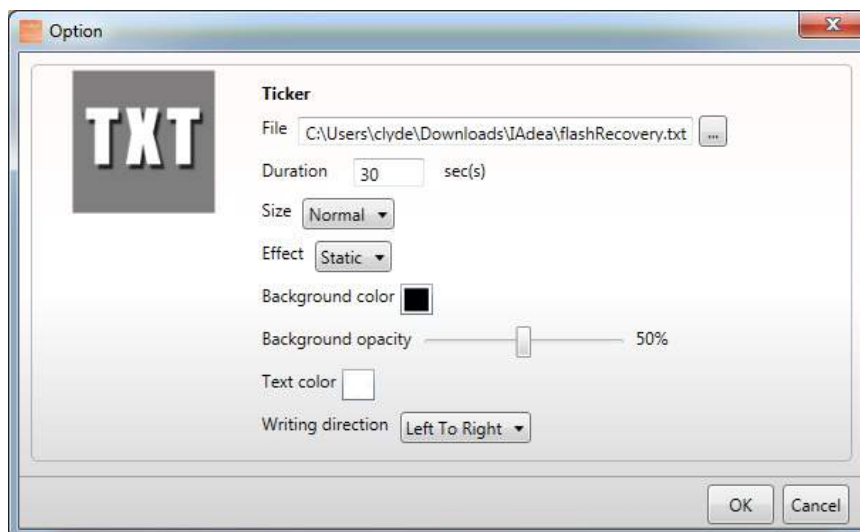 Option
TXT
Ticker
File C:\Users\clyde\Downloads\IAdea\flashRecovery.txt ...
Duration 30 sec(s)
Size Normal
Effect Static
Background color
Background opacity 50%
Text color
Writing direction Left To Right
OK Cancel